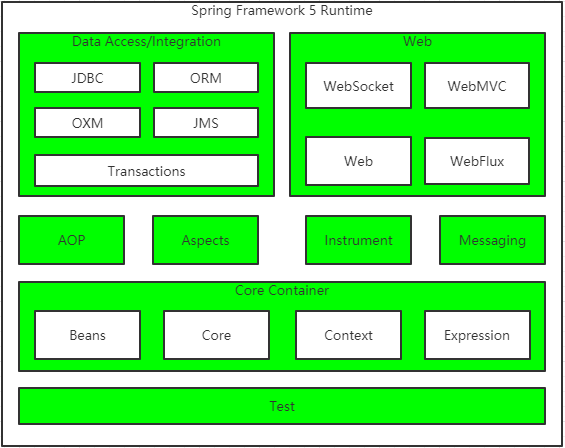 Spring Framework 5 Runtime
Data Access/Integration
JDBC
ORM
OXM
JMS
Transactions
Web
WebSocket
WebMVC
Web
WebFlux
AOP
Aspects
Instrument
Messaging
Core Container
Beans
Core
Context
Expression
Test